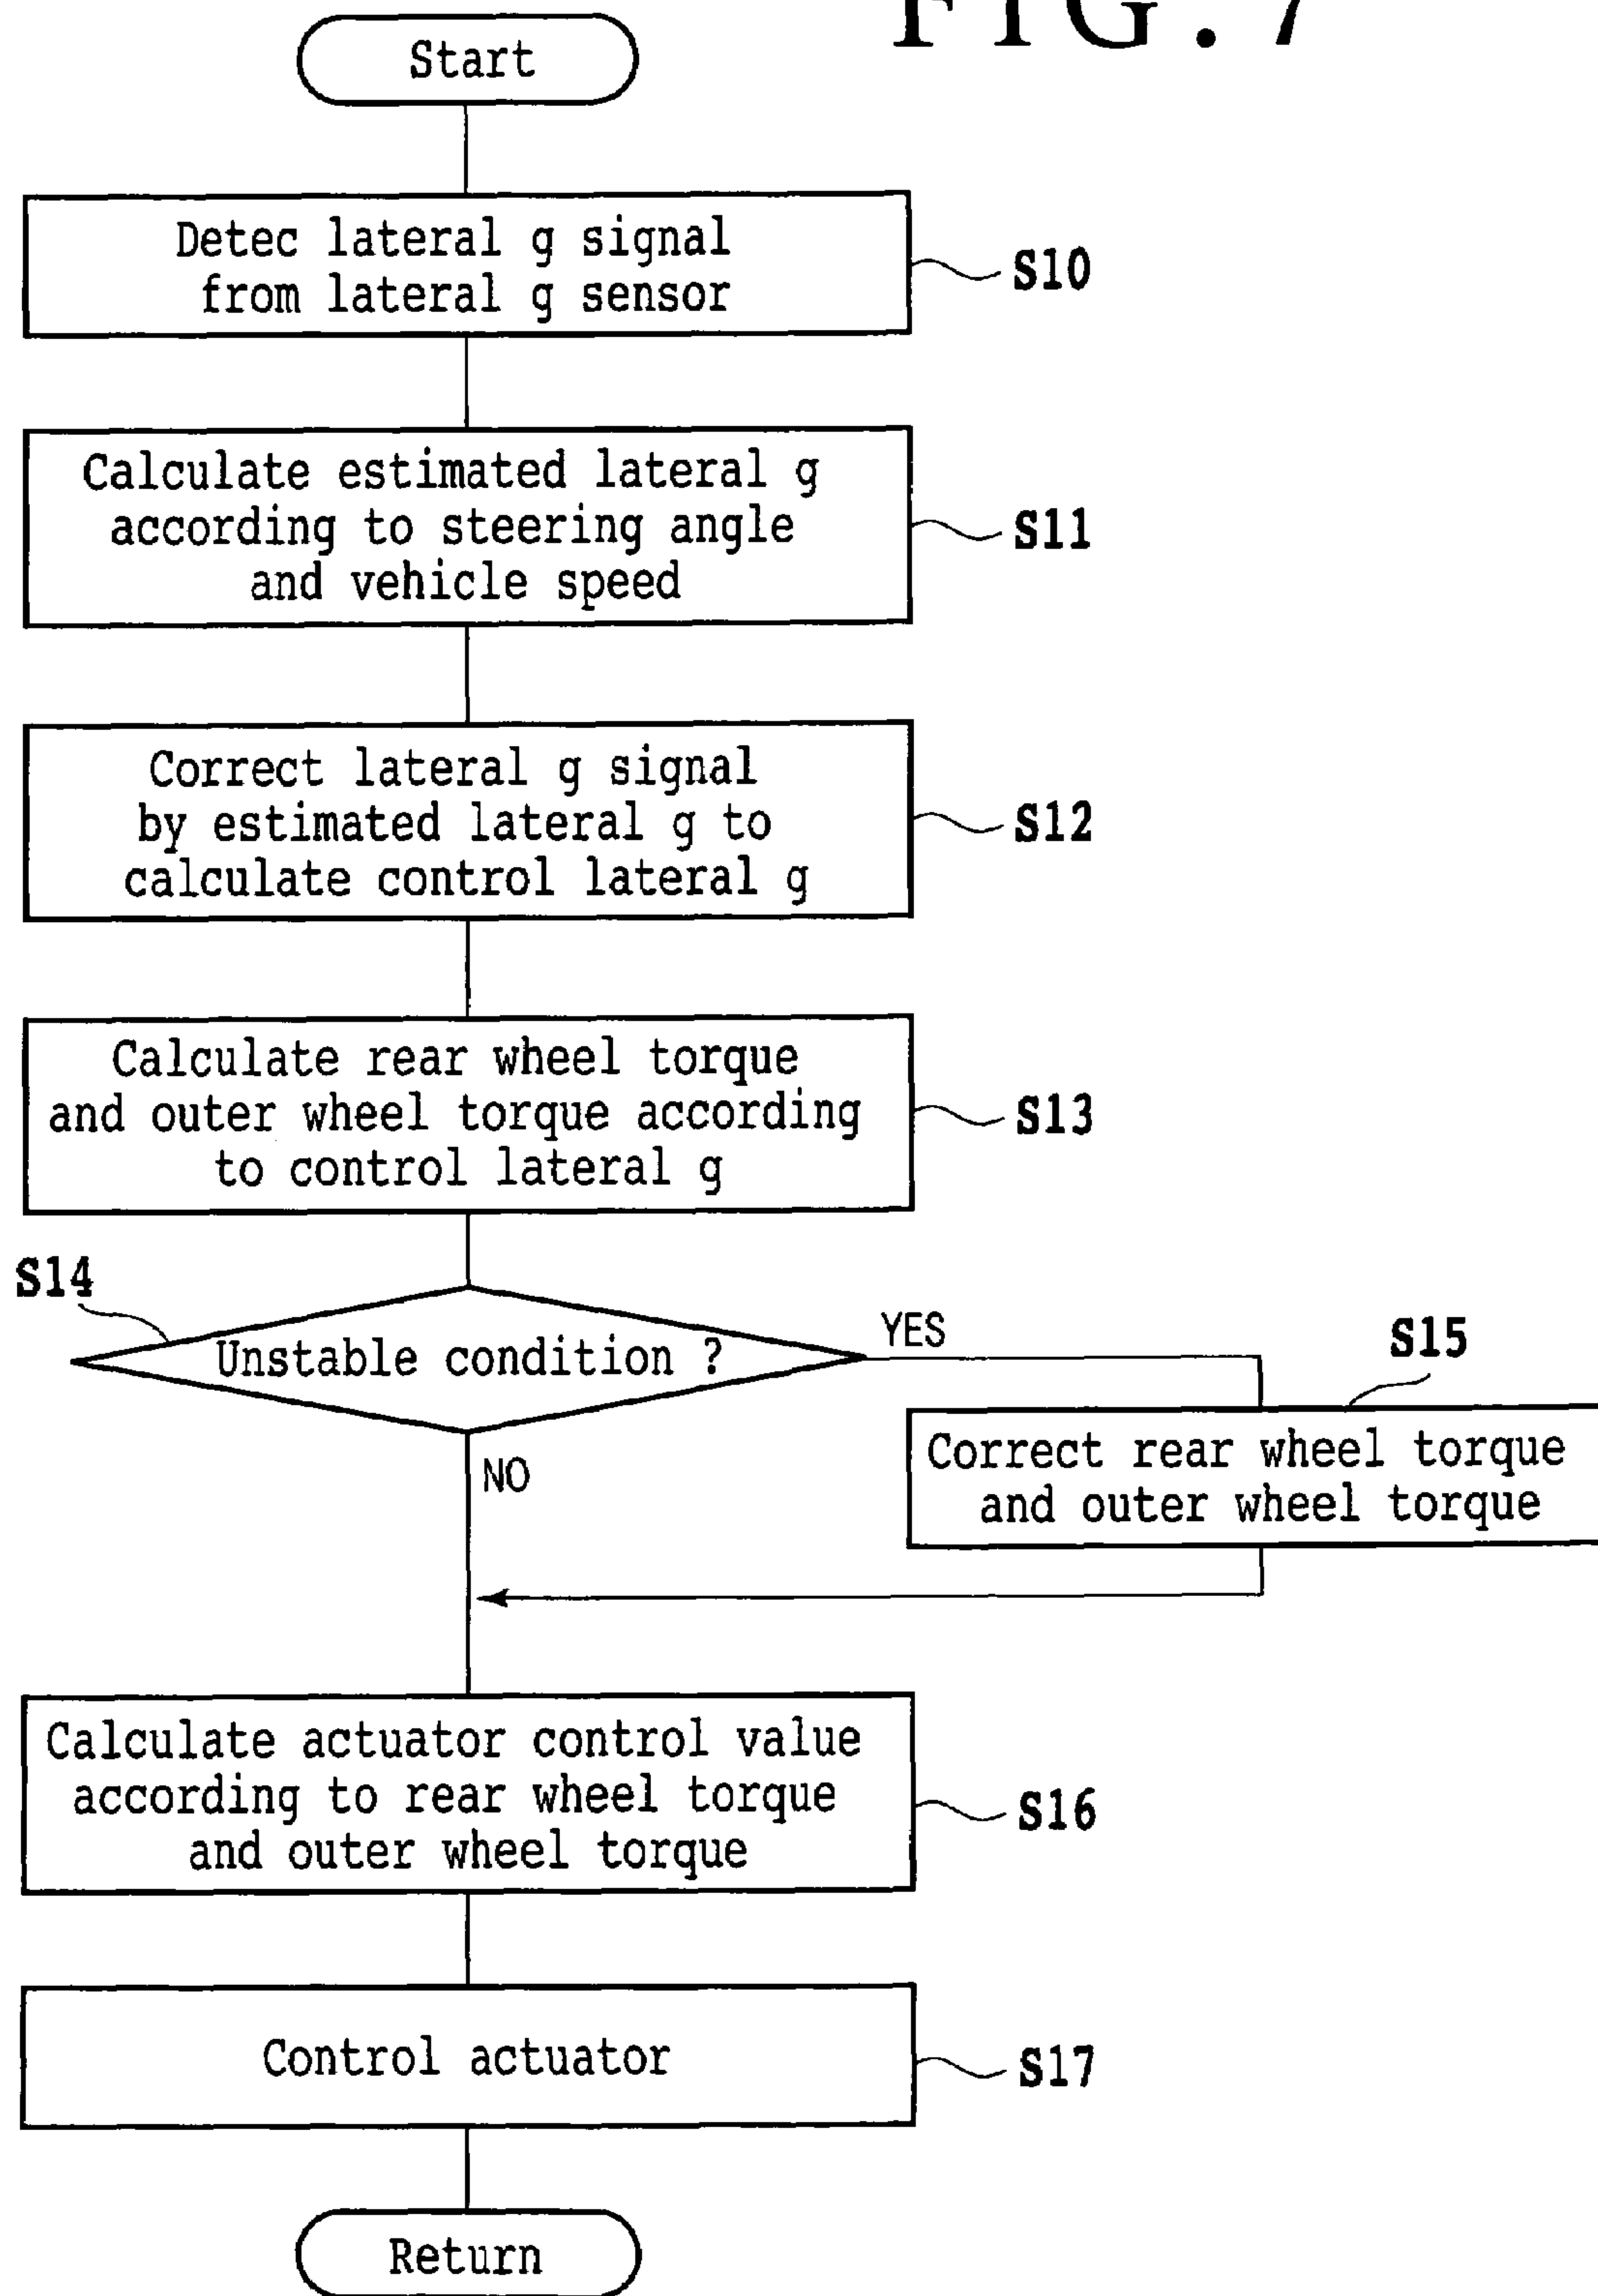 FIG. 7
Start
Detec lateral g signal
from lateral g sensor
S10
Calculate estimated lateral g
according to steering angle
and vehicle speed
S11
Correct lateral g signal
by estimated lateral g to
calculate control lateral g
S12
Calculate rear wheel torque
and outer wheel torque according
to control lateral g
S13
S14
Unstable condition ?
YES
S15
Correct rear wheel torque
and outer wheel torque
NO
Calculate actuator control value
according to rear wheel torque
and outer wheel torque
S16
Control actuator
S17
Return